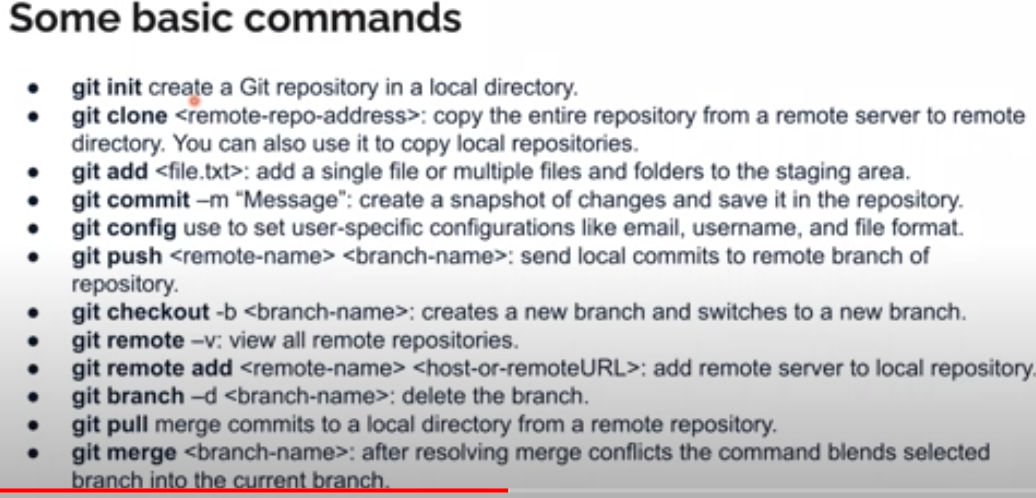 Some basic commands
● git init create a Git repository in a local directory.
● git clone <remote-repo-address>: copy the entire repository from a remote server to remote
directory. You can also use it to copy local repositories.
● git add <file.txt>: add a single file or multiple files and folders to the staging area.
● git commit –m “Message”: create a snapshot of changes and save it in the repository.
● git config use to set user-specific configurations like email, username, and file format.
● git push <remote-name> <branch-name>: send local commits to remote branch of
repository.
● git checkout -b <branch-name>: creates a new branch and switches to a new branch.
● git remote –v: view all remote repositories.
● git remote add <remote-name> <host-or-remoteURL>: add remote server to local repository.
● git branch –d <branch-name>: delete the branch.
● git pull merge commits to a local directory from a remote repository.
● git merge <branch-name>: after resolving merge conflicts the command blends selected
branch into the current branch.